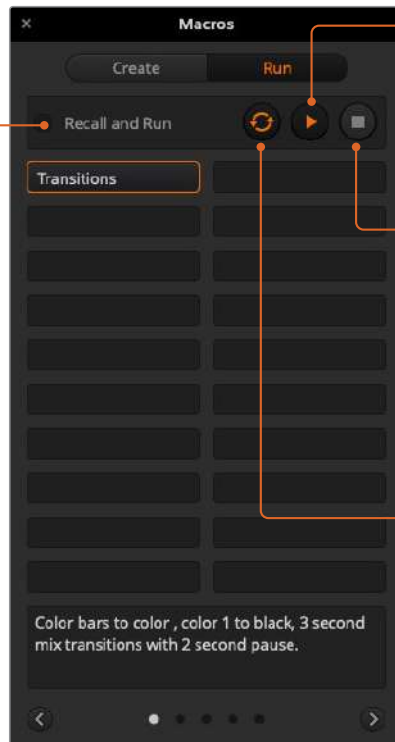 Macros
Create
Run
Recall and Run
Transitions
Color bars to color , color 1 to black, 3 second
mix transitions with 2 second pause.